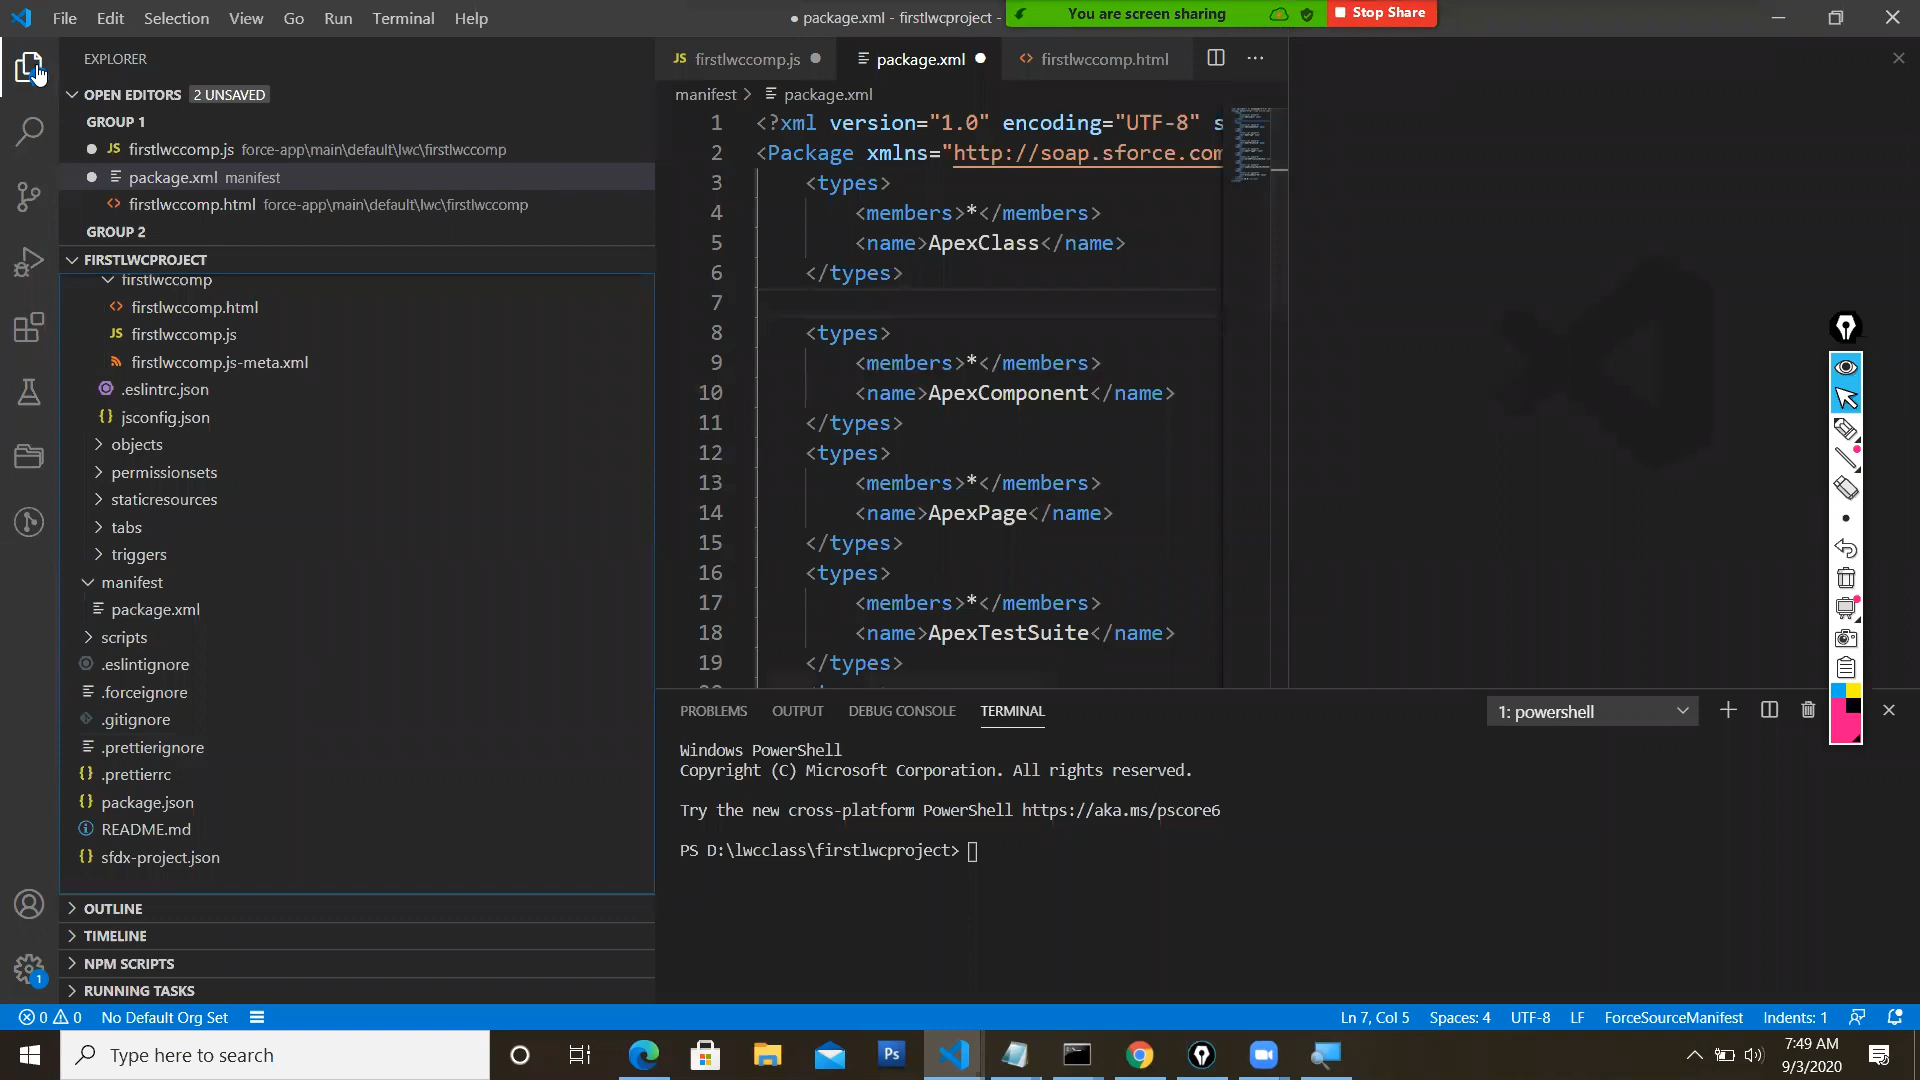 File Edit Selection View Go Run Terminal Help
● package.xml - firstlwcproject -
You are screen sharing
Stop Share
EXPLORER
OPEN EDITORS 2 UNSAVED
GROUP 1
JS firstlwccomp.js force-app\main\default\lwc\firstlwccomp
package.xml manifest
<> firstlwccomp.html force-app\main\default\lwc\firstlwccomp
GROUP 2
FIRSTLWCPROJECT
firstlwccomp
<> firstlwccomp.html
JS firstlwccomp.js
firstlwccomp.js-meta.xml
.eslintrc.json
{} jsconfig.json
objects
permissionsets
staticresources
tabs
triggers
manifest
package.xml
scripts
.eslintignore
.forceignore
.gitignore
.prettierignore
{} .prettierrc
{} package.json
README.md
{} sfdx-project.json
OUTLINE
TIMELINE
NPM SCRIPTS
RUNNING TASKS
1
JS firstlwccomp.js
package.xml
<> firstlwccomp.html
manifest > package.xml
1 <?xml version="1.0" encoding="UTF-8" s
2 <Package xmlns="http://soap.sforce.com
3 <types>
4 <members>*</members>
5 <name>ApexClass</name>
6 </types>
7
8 <types>
9 <members>*</members>
10 <name>ApexComponent</name>
11 </types>
12 <types>
13 <members>*</members>
14 <name>ApexPage</name>
15 </types>
16 <types>
17 <members>*</members>
18 <name>ApexTestSuite</name>
19 </types>
PROBLEMS OUTPUT DEBUG CONSOLE TERMINAL
1: powershell
Windows PowerShell
Copyright (C) Microsoft Corporation. All rights reserved.
Try the new cross-platform PowerShell https://aka.ms/pscore6
PS D:\lwcclass\firstlwcproject>
0 0 No Default Org Set
Ln 7, Col 5 Spaces: 4 UTF-8 LF ForceSourceManifest Indents: 1
Type here to search
Ps
7:49 AM
9/3/2020